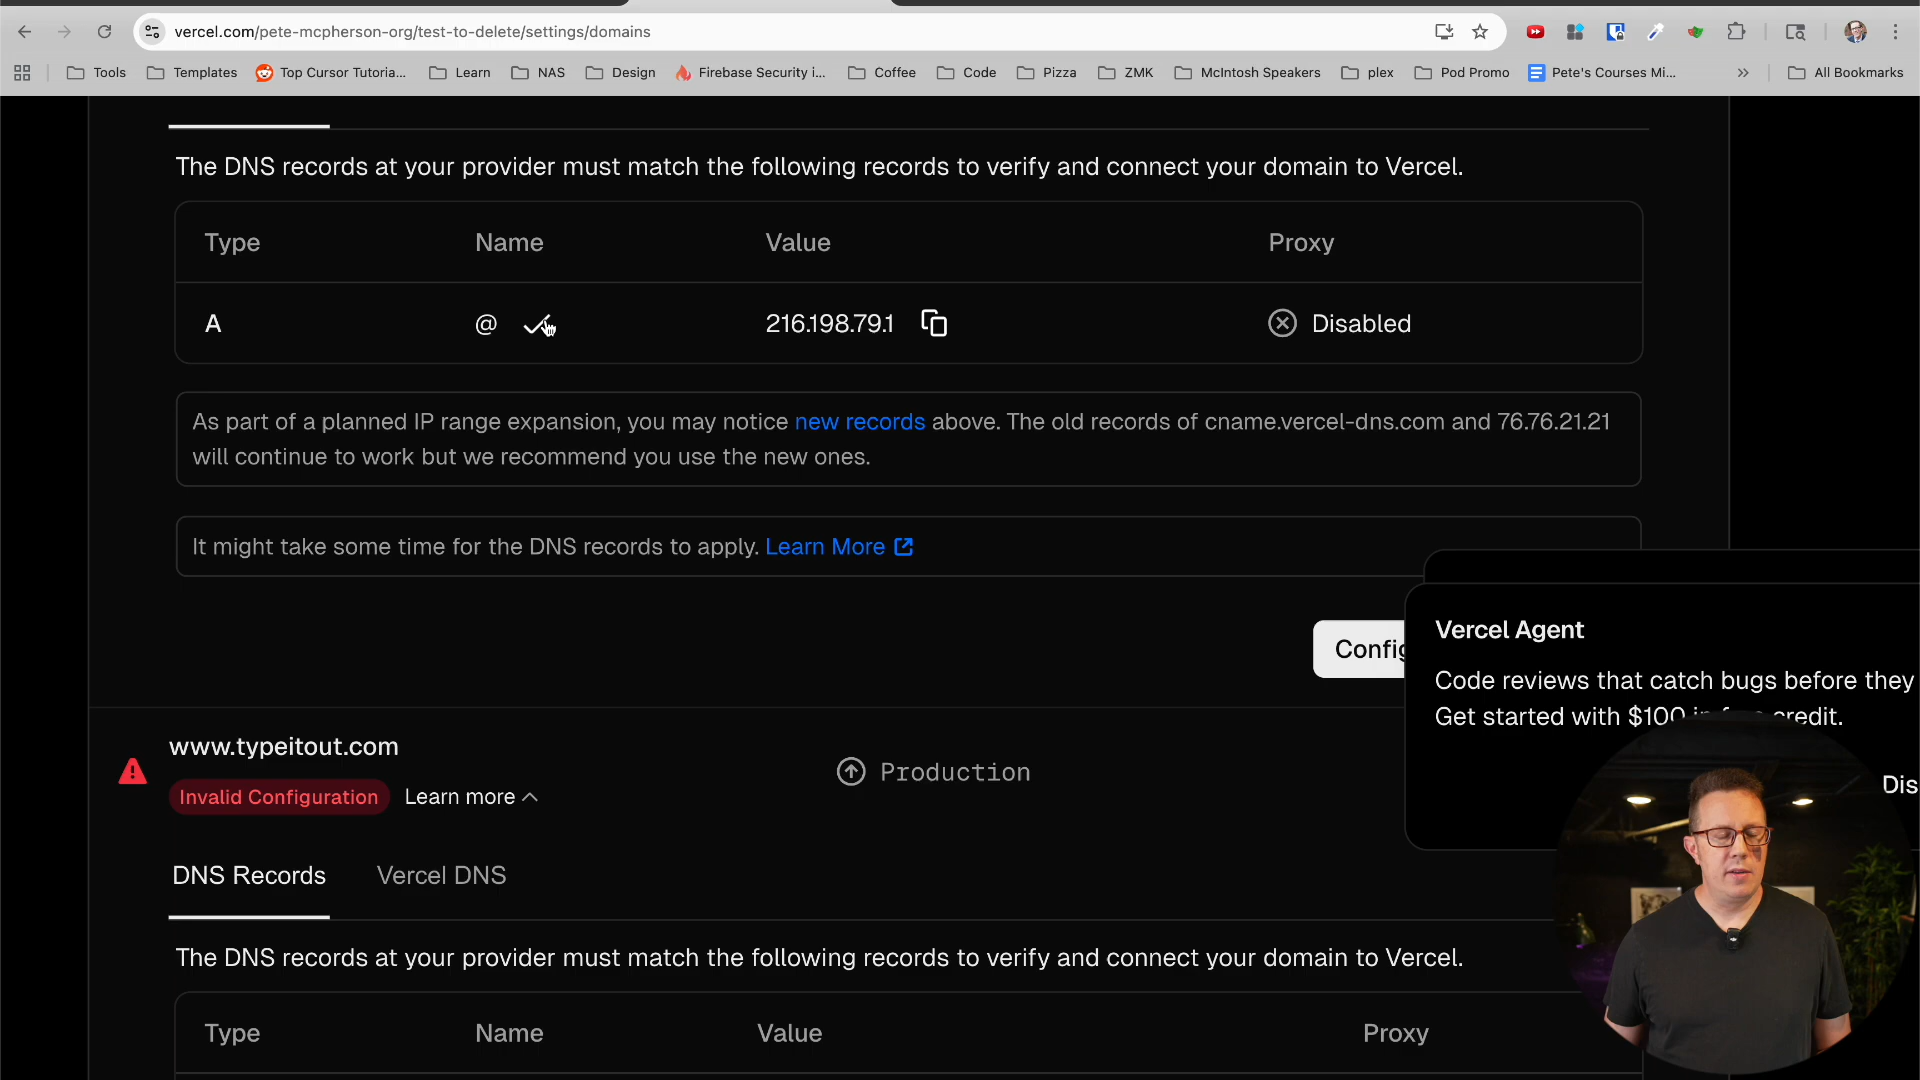 vercel.com/pete-mcpherson-org/test-to-delete/settings/domains
Tools Templates Top Cursor Tutoria... Learn NAS Design Firebase Security i... Coffee Code Pizza ZMK McIntosh Speakers plex Pod Promo Pete's Courses Mi... » All Bookmarks
The DNS records at your provider must match the following records to verify and connect your domain to Vercel.
Type Name Value Proxy
A @ 216.198.79.1 Disabled
As part of a planned IP range expansion, you may notice new records above. The old records of cname.vercel-dns.com and 76.76.21.21
will continue to work but we recommend you use the new ones.
It might take some time for the DNS records to apply. Learn More
Config
Vercel Agent
Code reviews that catch bugs before they
Get started with $100 in credit.
Dis
www.typeitout.com
Production
Invalid Configuration Learn more
DNS Records Vercel DNS
The DNS records at your provider must match the following records to verify and connect your domain to Vercel.
Type Name Value Proxy